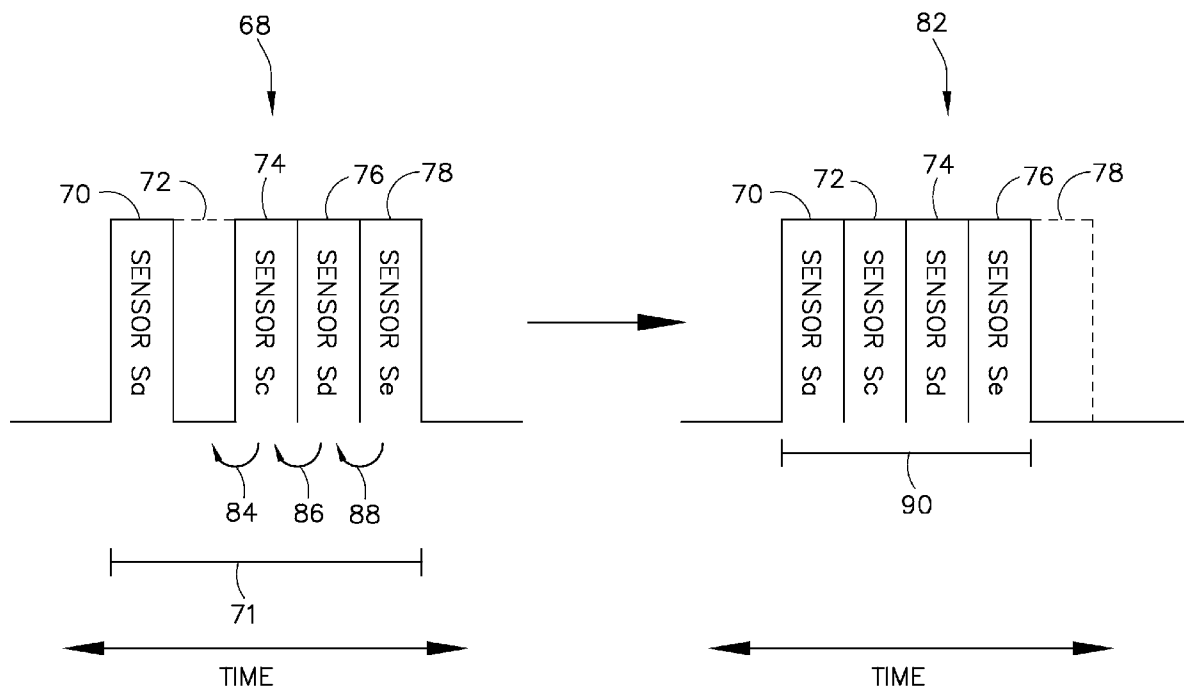 68
82
70
72
74
76
78
70
72
74
76
78
SENSOR Sa
SENSOR Sc
SENSOR Sd
SENSOR Se
SENSOR Sa
SENSOR Sc
SENSOR Sd
SENSOR Se
84
86
88
90
71
TIME
TIME